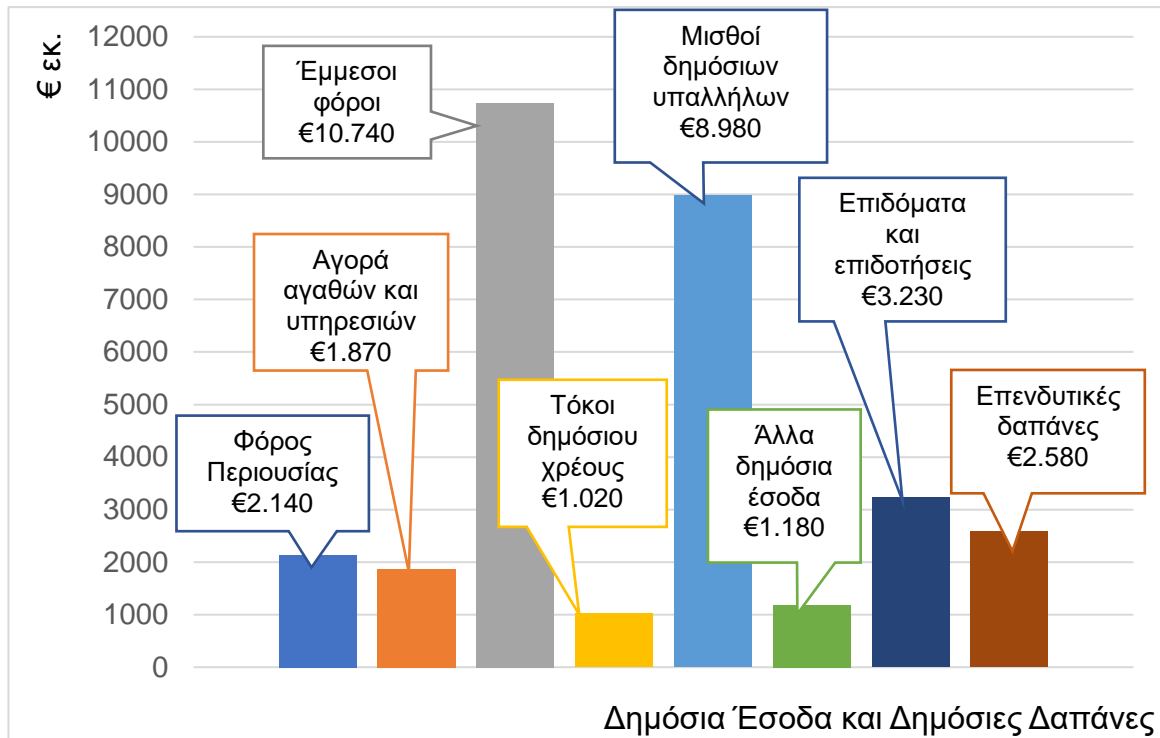 € εκ.
12000
11000
10000
9000
8000
7000
6000
5000
4000
3000
2000
1000
0
Φόρος
Περιουσίας
€2.140
Αγορά
αγαθών και
υπηρεσιών
€1.870
Έμμεσοι
φόροι
€10.740
Τόκοι
δημόσιου
χρέους
€1.020
Μισθοί
δημόσιων
υπαλλήλων
€8.980
Άλλα
δημόσια
έσοδα
€1.180
Επιδόματα
και
επιδοτήσεις
€3.230
Επενδυτικές
δαπάνες
€2.580
Δημόσια Έσοδα και Δημόσιες Δαπάνες